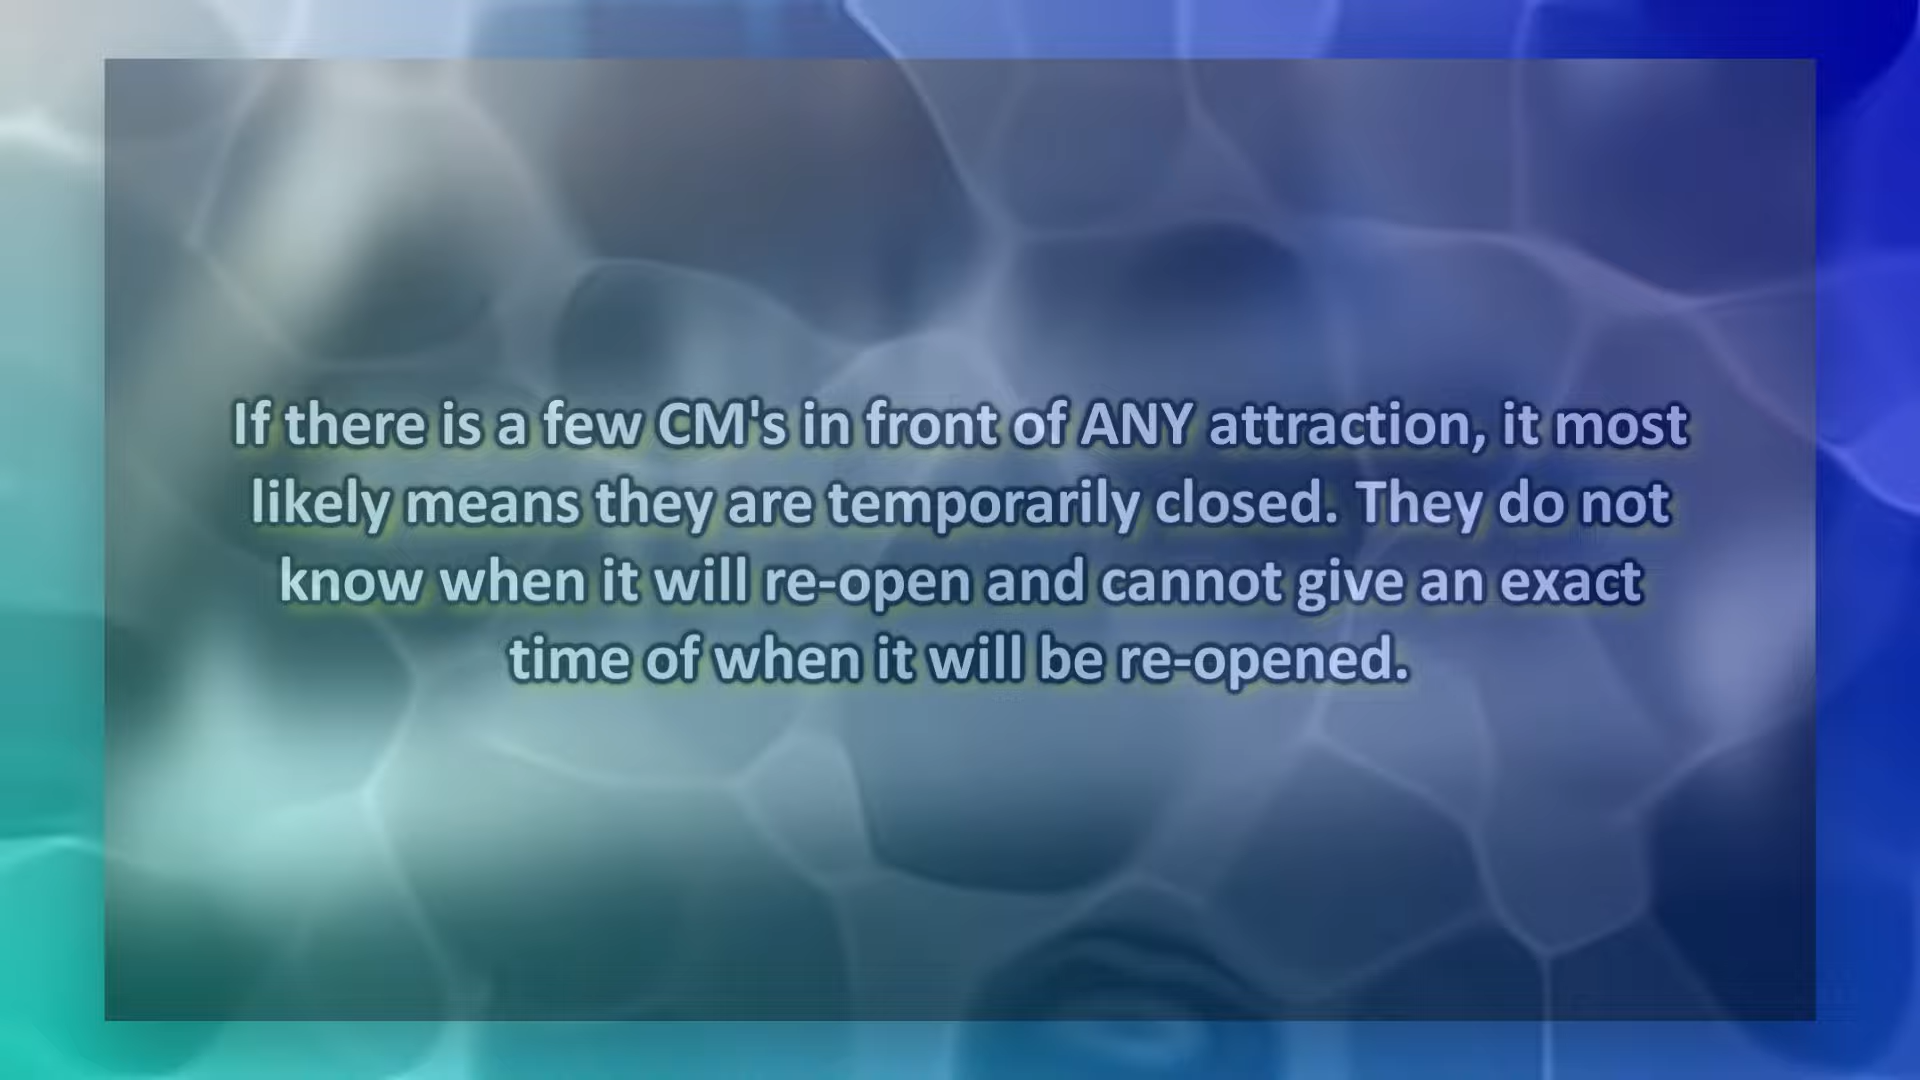 If there is a few CM's in front of ANY attraction, it most
likely means they are temporarily closed. They do not
know when it will re-open and cannot give an exact
time of when it will be re-opened.